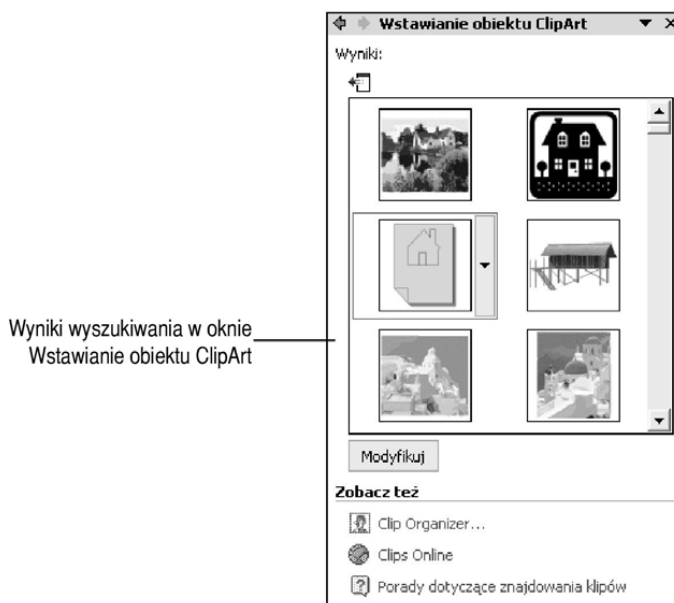 Wstawianie obiektu ClipArt
Wyniki:
Wyniki wyszukiwania w oknie
Wstawianie obiektu ClipArt
Modyfikuj
Zobacz też
Clip Organizer...
Clips Online
Porady dotyczące znajdowania klipów